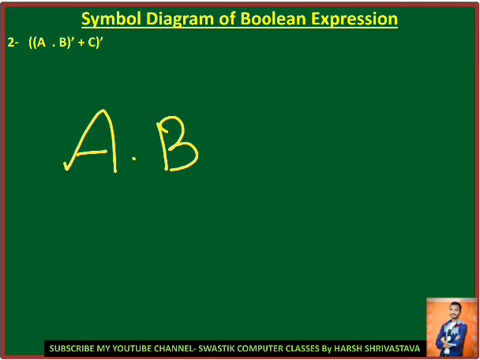 Symbol Diagram of Boolean Expression
2- ((A . B)’ + C)’
A . B
SUBSCRIBE MY YOUTUBE CHANNEL- SWASTIK COMPUTER CLASSES By HARSH SHRIVASTAVA